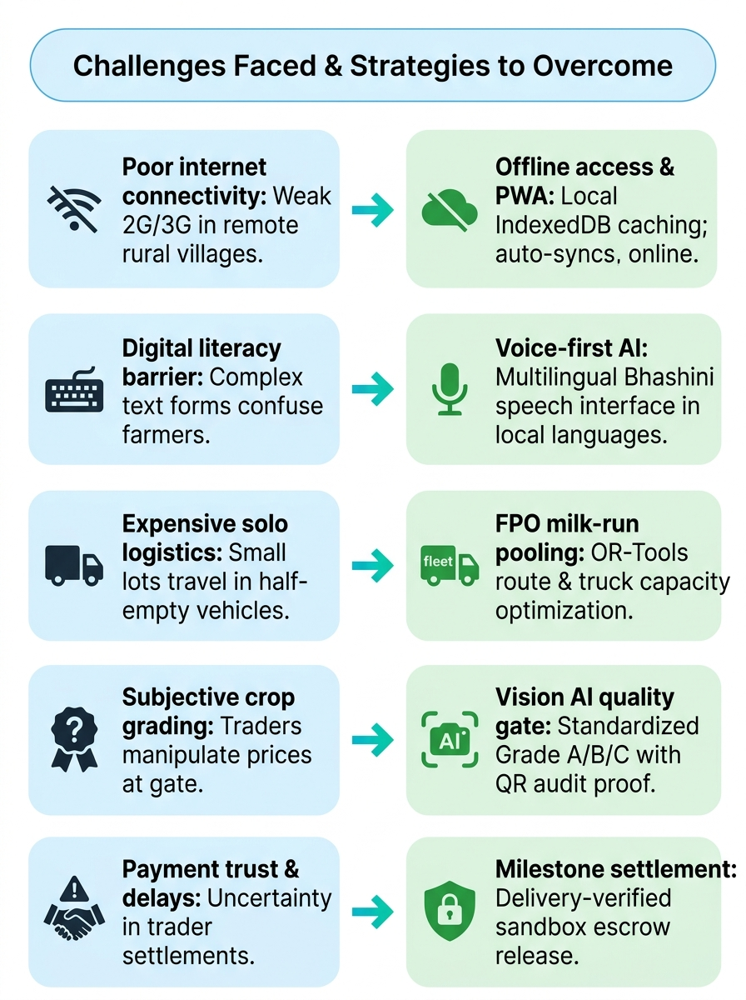 Challenges Faced & Strategies to Overcome
Poor internet
connectivity: Weak
2G/3G in remote
rural villages.
Offline access &
PWA: Local
IndexedDB caching;
auto-syncs, online.
Digital literacy
barrier: Complex
text forms confuse
farmers.
Voice-first AI:
Multilingual Bhashini
speech interface in
local languages.
Expensive solo
logistics: Small
lots travel in half-
empty vehicles.
fleet
FPO milk-run
pooling: OR-Tools
route & truck capacity
optimization.
?
Subjective crop
grading: Traders
manipulate prices
at gate.
AI
Vision AI quality
gate: Standardized
Grade A/B/C with
QR audit proof.
!
Payment trust &
delays: Uncertainty
in trader
settlements.
Milestone settlement:
Delivery-verified
sandbox escrow
release.